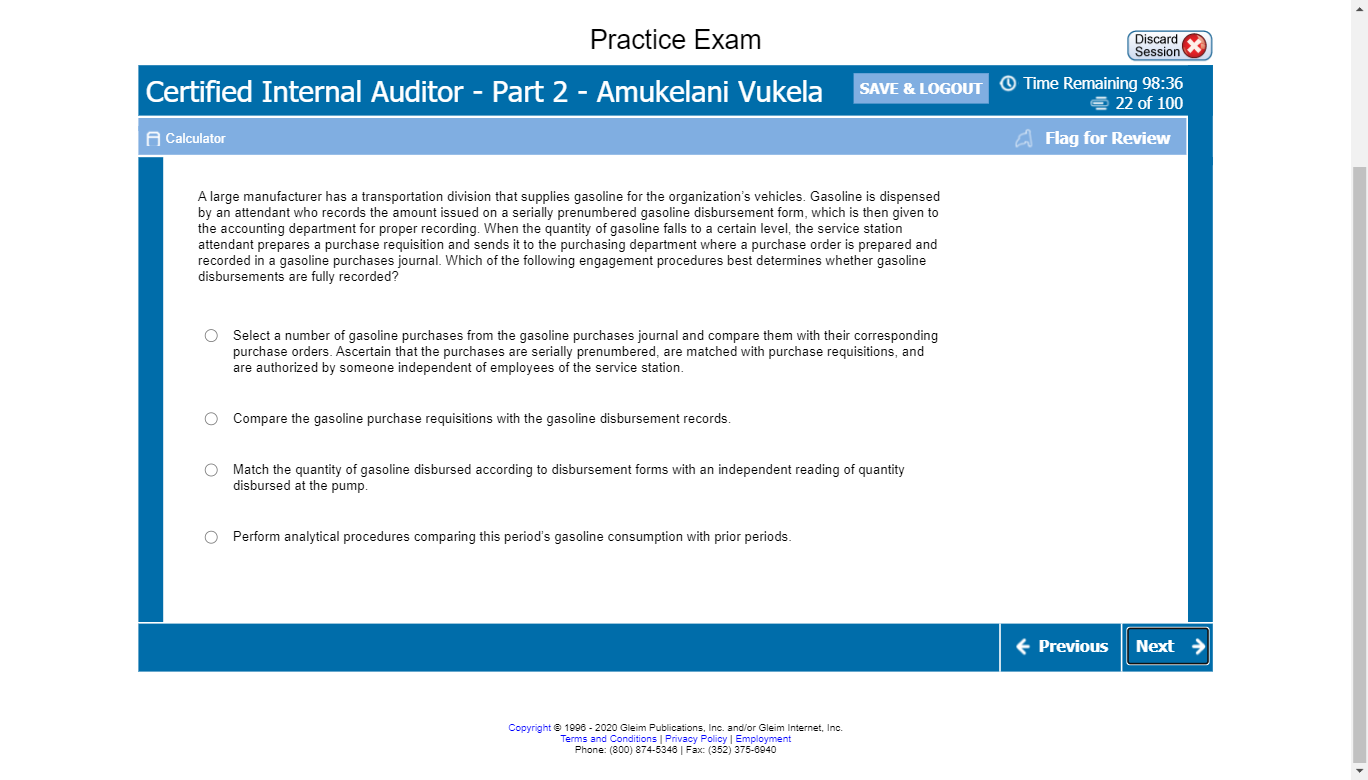 Practice Exam
Discard
Session
Certified Internal Auditor - Part 2 - Amukelani Vukela
SAVE & LOGOUT
Time Remaining 98:36
22 of 100
Calculator
Flag for Review
A large manufacturer has a transportation division that supplies gasoline for the organization's vehicles. Gasoline is dispensed
by an attendant who records the amount issued on a serially prenumbered gasoline disbursement form, which is then given to
the accounting department for proper recording. When the quantity of gasoline falls to a certain level, the service station
attendant prepares a purchase requisition and sends it to the purchasing department where a purchase order is prepared and
recorded in a gasoline purchases journal. Which of the following engagement procedures best determines whether gasoline
disbursements are fully recorded?
Select a number of gasoline purchases from the gasoline purchases journal and compare them with their corresponding
purchase orders. Ascertain that the purchases are serially prenumbered, are matched with purchase requisitions, and
are authorized by someone independent of employees of the service station.
Compare the gasoline purchase requisitions with the gasoline disbursement records.
Match the quantity of gasoline disbursed according to disbursement forms with an independent reading of quantity
disbursed at the pump.
Perform analytical procedures comparing this period's gasoline consumption with prior periods.
Previous
Next
Copyright © 1996 - 2020 Gleim Publications, Inc. and/or Gleim Internet, Inc.
Terms and Conditions | Privacy Policy | Employment
Phone: (800) 874-5346 | Fax: (352) 375-6940